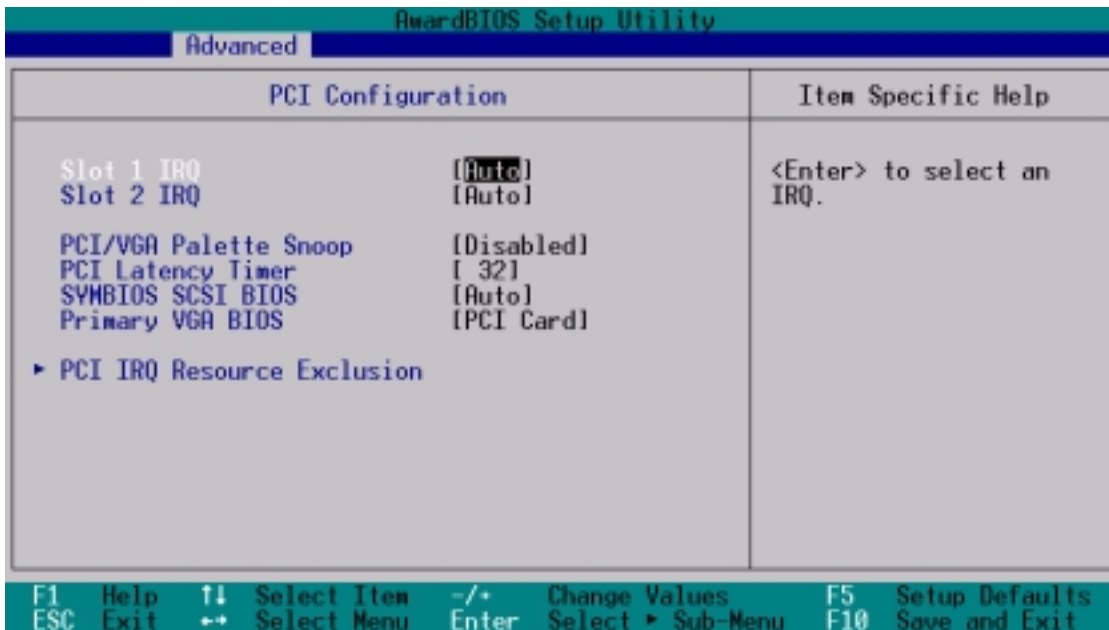 AwardBIOS Setup Utility
Advanced
PCI Configuration
Item Specific Help
Slot 1 IRQ [Auto]
Slot 2 IRQ [Auto]
PCI/VGA Palette Snoop [Disabled]
PCI Latency Timer [ 32]
SYMBIOS SCSI BIOS [Auto]
Primary VGA BIOS [PCI Card]
▸ PCI IRQ Resource Exclusion
<Enter> to select an
IRQ.
F1 Help ↑↓ Select Item -/+ Change Values F5 Setup Defaults
ESC Exit ←→ Select Menu Enter Select ▸ Sub-Menu F10 Save and Exit